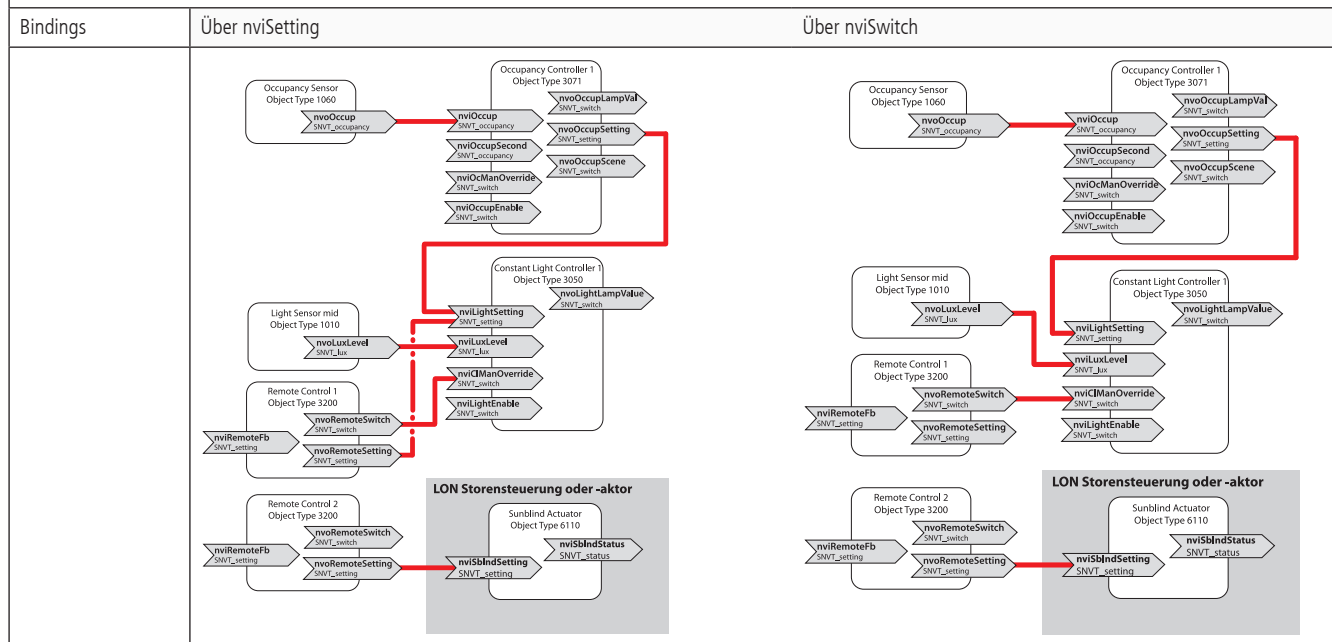 Bindings
Über nviSetting
Über nviSwitch
Occupancy Sensor
Object Type 1060
nvoOccup
SNVT_occupancy
Occupancy Controller 1
Object Type 3071
nvoOccupLampVal
SNVT_switch
nviOccup
SNVT_occupancy
nvoOccupSetting
SNVT_setting
nviOccupSecond
SNVT_occupancy
nvoOccupScene
SNVT_switch
nviOcManOverride
SNVT_switch
nviOccupEnable
SNVT_switch
Constant Light Controller 1
Object Type 3050
nvoLightLampValue
SNVT_switch
Light Sensor mid
Object Type 1010
nvoLuxLevel
SNVT_lux
nviLightSetting
SNVT_setting
nviLuxLevel
SNVT_lux
nviClManOverride
SNVT_switch
nviLightEnable
SNVT_switch
Remote Control 1
Object Type 3200
nvoRemoteSwitch
SNVT_switch
nviRemoteFb
SNVT_setting
nvoRemoteSetting
SNVT_setting
LON Storensteuerung oder -aktor
Remote Control 2
Object Type 3200
nvoRemoteSwitch
SNVT_switch
nviRemoteFb
SNVT_setting
nvoRemoteSetting
SNVT_setting
Sunblind Actuator
Object Type 6110
nviSblndStatus
SNVT_status
nviSblndSetting
SNVT_setting
Occupancy Sensor
Object Type 1060
nvoOccup
SNVT_occupancy
Occupancy Controller 1
Object Type 3071
nvoOccupLampVal
SNVT_switch
nviOccup
SNVT_occupancy
nvoOccupSetting
SNVT_setting
nviOccupSecond
SNVT_occupancy
nvoOccupScene
SNVT_switch
nviOcManOverride
SNVT_switch
nviOccupEnable
SNVT_switch
Light Sensor mid
Object Type 1010
nvoLuxLevel
SNVT_lux
Constant Light Controller 1
Object Type 3050
nvoLightLampValue
SNVT_switch
nviLightSetting
SNVT_setting
nviLuxLevel
SNVT_lux
nviClManOverride
SNVT_switch
nviLightEnable
SNVT_switch
Remote Control 1
Object Type 3200
nvoRemoteSwitch
SNVT_switch
nviRemoteFb
SNVT_setting
nvoRemoteSetting
SNVT_setting
LON Storensteuerung oder -aktor
Remote Control 2
Object Type 3200
nvoRemoteSwitch
SNVT_switch
nviRemoteFb
SNVT_setting
nvoRemoteSetting
SNVT_setting
Sunblind Actuator
Object Type 6110
nviSblndStatus
SNVT_status
nviSblndSetting
SNVT_setting